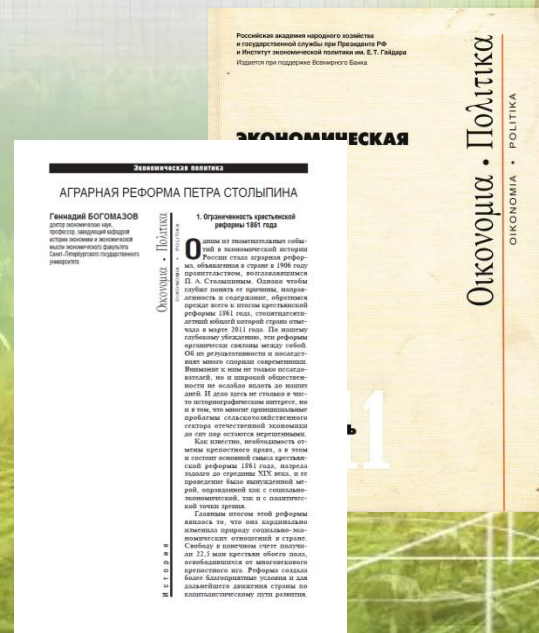 Российская академия народного хозяйства
и государственной службы при Президенте РФ
и Институт экономической политики им. Е.Т. Гайдара
Издается при поддержке Всемирного Банка
ЭКОНОМИЧЕСКАЯ
Οικονομια • Πολιτικα
OIKONOMIA • POLITIKA
Ь
11
Экономическая политика
АГРАРНАЯ РЕФОРМА ПЕТРА СТОЛЫПИНА
Геннадий БОГОМАЗОВ
доктор экономических наук,
профессор, заведующий кафедрой
истории экономики и экономической
мысли экономического факультета
Санкт-Петербургского государственного
университета
Οικονομια • Πολιτικα
OIKONOMIA • POLITIKA
История
1. Ограниченность крестьянской
реформы 1861 года
Одним из знаменательных собы-
тий в экономической истории
России стала аграрная рефор-
ма, объявленная в стране в 1906 году
правительством, возглавлявшимся
П. А. Столыпиным. Однако чтобы
глубже понять ее причины, направ-
ленность и содержание, обратимся
прежде всего к итогам крестьянской
реформы 1861 года, стопятидесяти-
летний юбилей которой страна отме-
чала в марте 2011 года. По нашему
глубокому убеждению, эти реформы
органически связаны между собой.
Об их результативности и последст-
виях много спорили современники.
Внимание к ним не только исследо-
вателей, но и широкой обществен-
ности не ослабло вплоть до наших
дней. И дело здесь не столько в чис-
то историографическом интересе, но
и в том, что многие принципиальные
проблемы сельскохозяйственного
сектора отечественной экономики
до сих пор остаются нерешенными.
Как известно, необходимость от-
мены крепостного права, а в этом
и состоит основной смысл крестьян-
ской реформы 1861 года, назрела
задолго до середины XIX века, и ее
проведение было вынужденной ме-
рой, оправданной как с социально-
экономической, так и с политичес-
кой точки зрения.
Главным итогом этой реформы
явилось то, что она кардинально
изменила природу социально-эко-
номических отношений в стране.
Свободу в конечном счете получи-
ли 22,5 млн крестьян обоего пола,
освободившихся от многовекового
крепостного ига. Реформа создала
более благоприятные условия и для
дальнейшего движения страны по
капиталистическому пути развития.